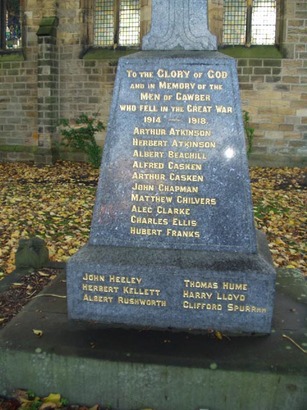 To the Glory of God
and in Memory of the
Men of Gawber
who fell in the Great War
1914 — 1918
Arthur Atkinson
Herbert Atkinson
Albert Beachill
Alfred Casken
Arthur Casken
John Chapman
Matthew Chilvers
Alec Clarke
Charles Ellis
Hubert Franks
John Heeley
Herbert Kellett
Albert Rushworth
Thomas Hume
Harry Lloyd
Clifford